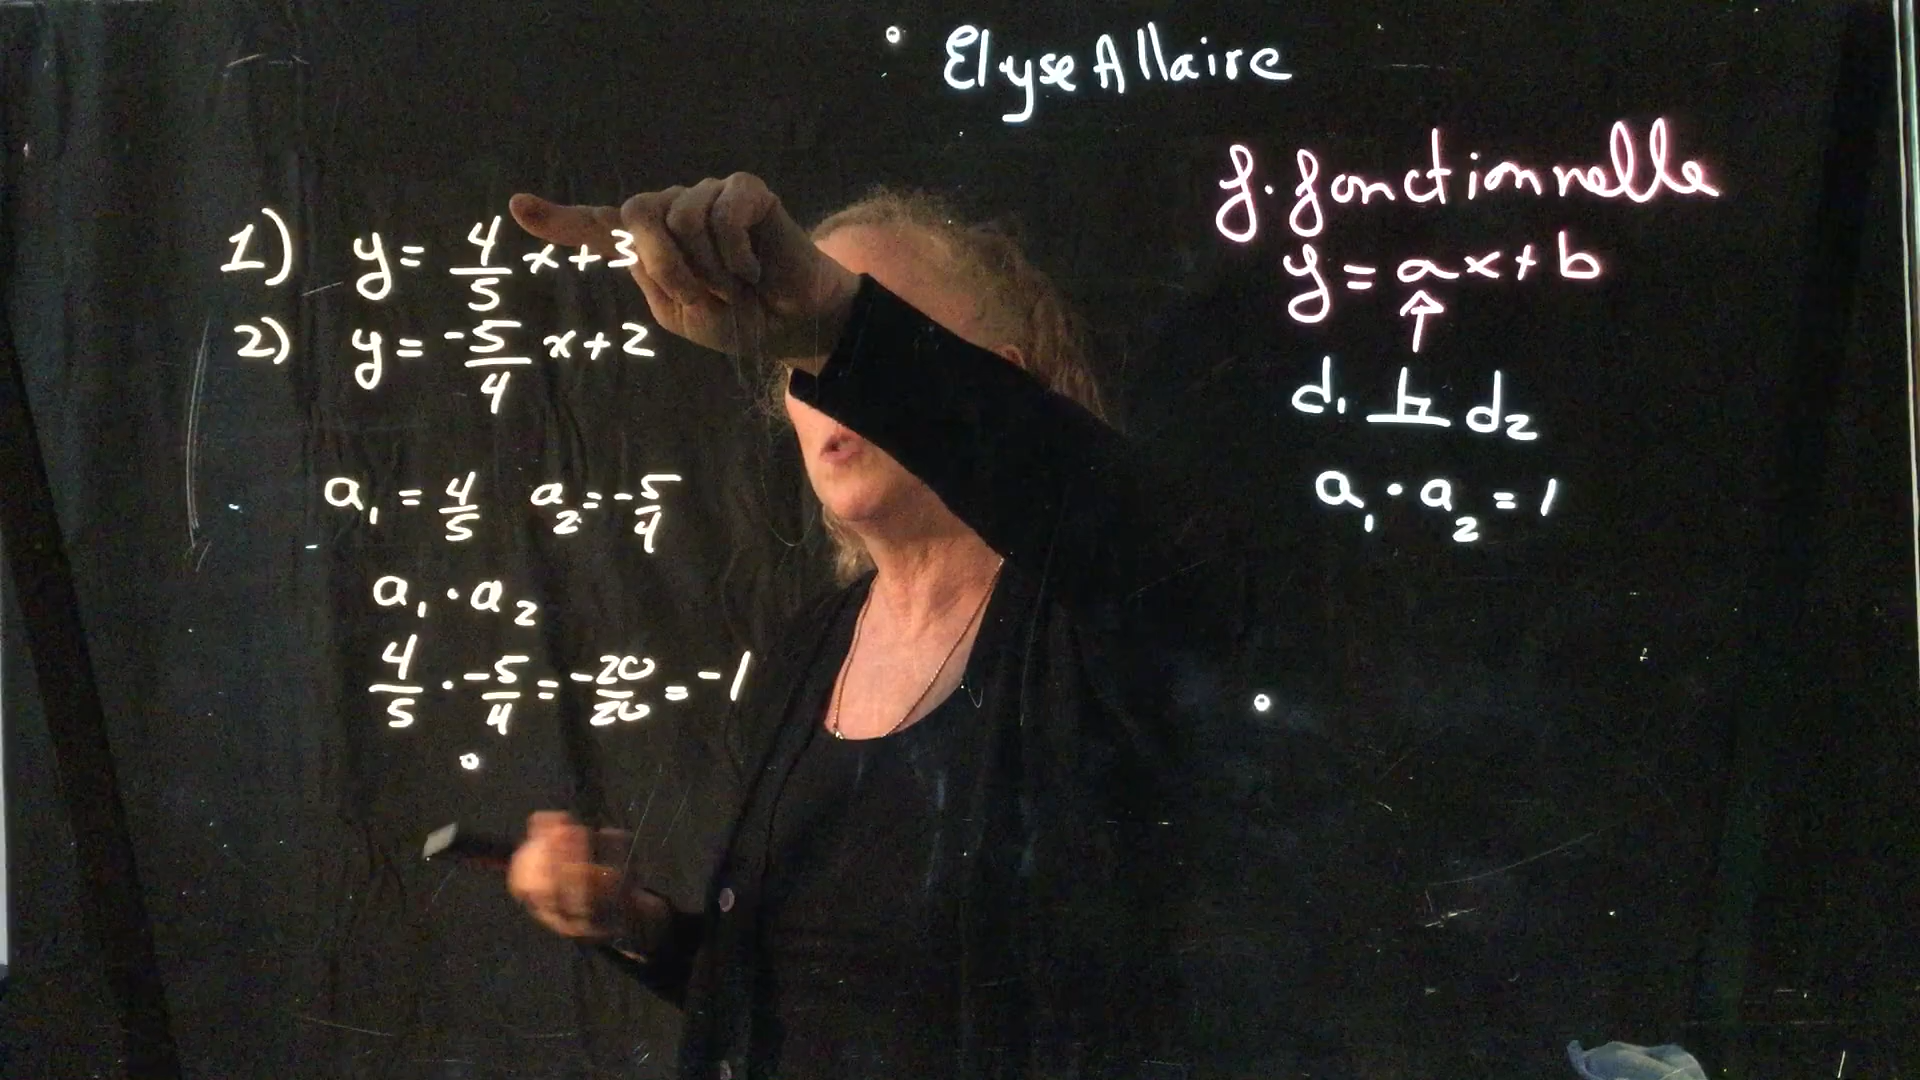 Elyse Allaire
1) y = 4/5 x + 3
2) y = -5/4 x + 2
a₁ = 4/5 a₂ = -5/4
a₁ · a₂
4/5 · -5/4 = -20/20 = -1
f. fonctionnelle
y = ax + b
↑
d₁ ⊥ d₂
a₁ · a₂ = 1